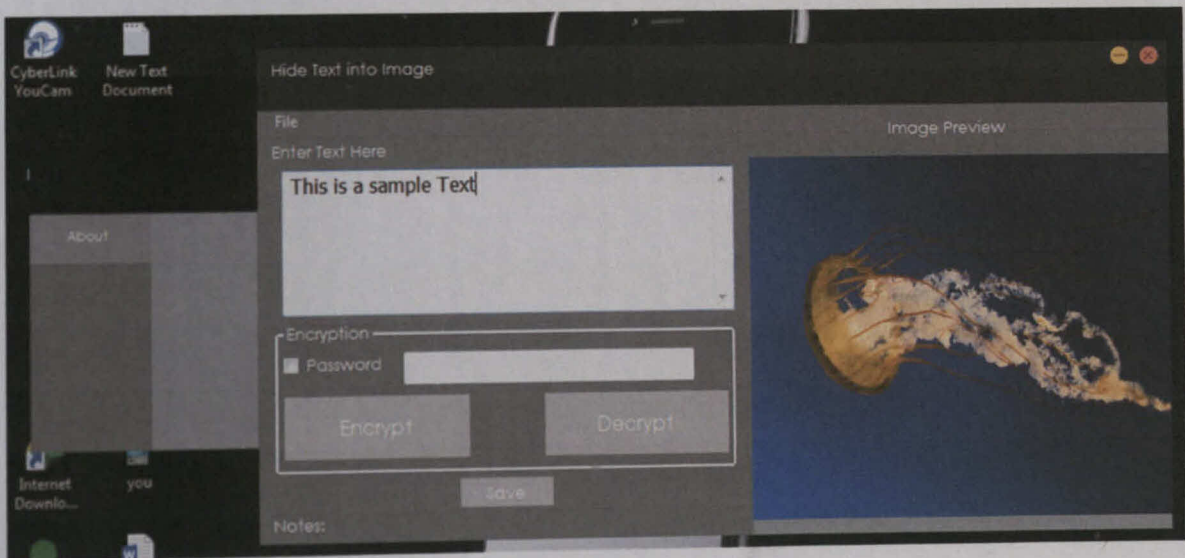 CyberLink
YouCam
New Text
Document
Hide Text into Image
File
Image Preview
Enter Text Here
This is a sample Text
About
Encryption
Password
Encrypt
Decrypt
Save
Internet
Downlo...
you
Notes: